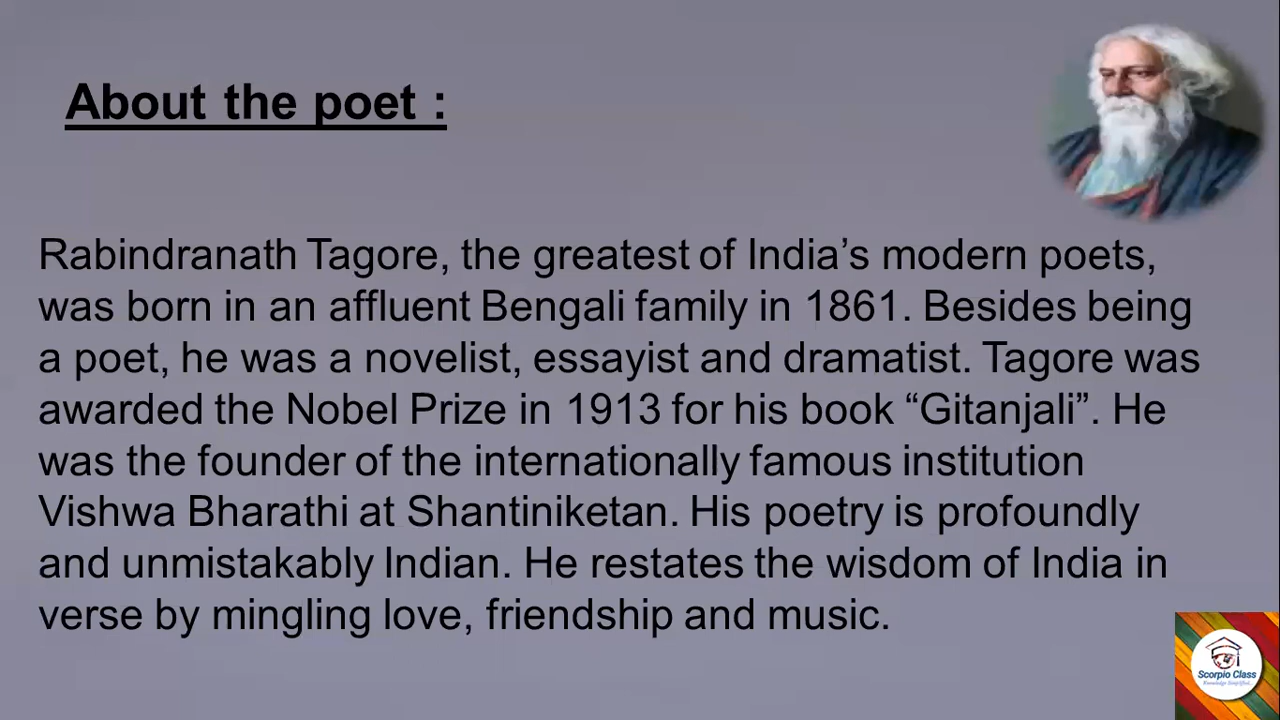 About the poet :
Rabindranath Tagore, the greatest of India’s modern poets,
was born in an affluent Bengali family in 1861. Besides being
a poet, he was a novelist, essayist and dramatist. Tagore was
awarded the Nobel Prize in 1913 for his book “Gitanjali”. He
was the founder of the internationally famous institution
Vishwa Bharathi at Shantiniketan. His poetry is profoundly
and unmistakably Indian. He restates the wisdom of India in
verse by mingling love, friendship and music.
Scorpio Class
Knowledge Simplified..